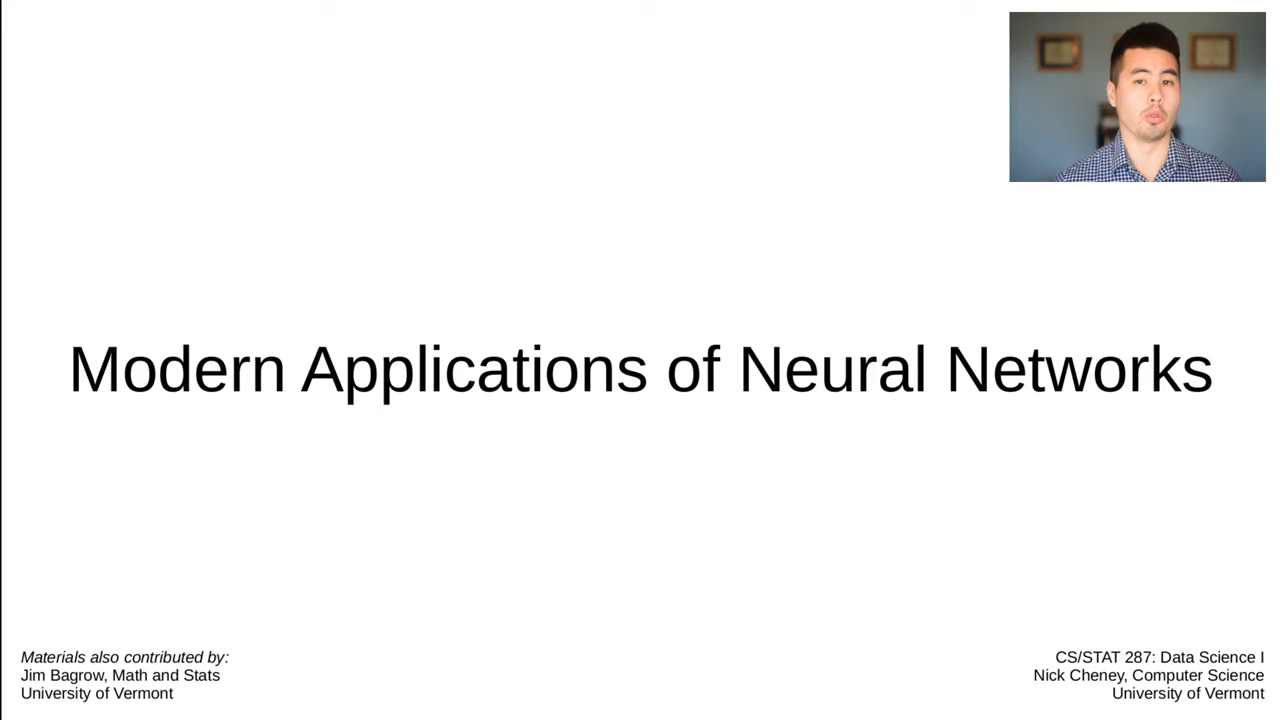 Modern Applications of Neural Networks
Materials also contributed by:
Jim Bagrow, Math and Stats
University of Vermont
CS/STAT 287: Data Science I
Nick Cheney, Computer Science
University of Vermont